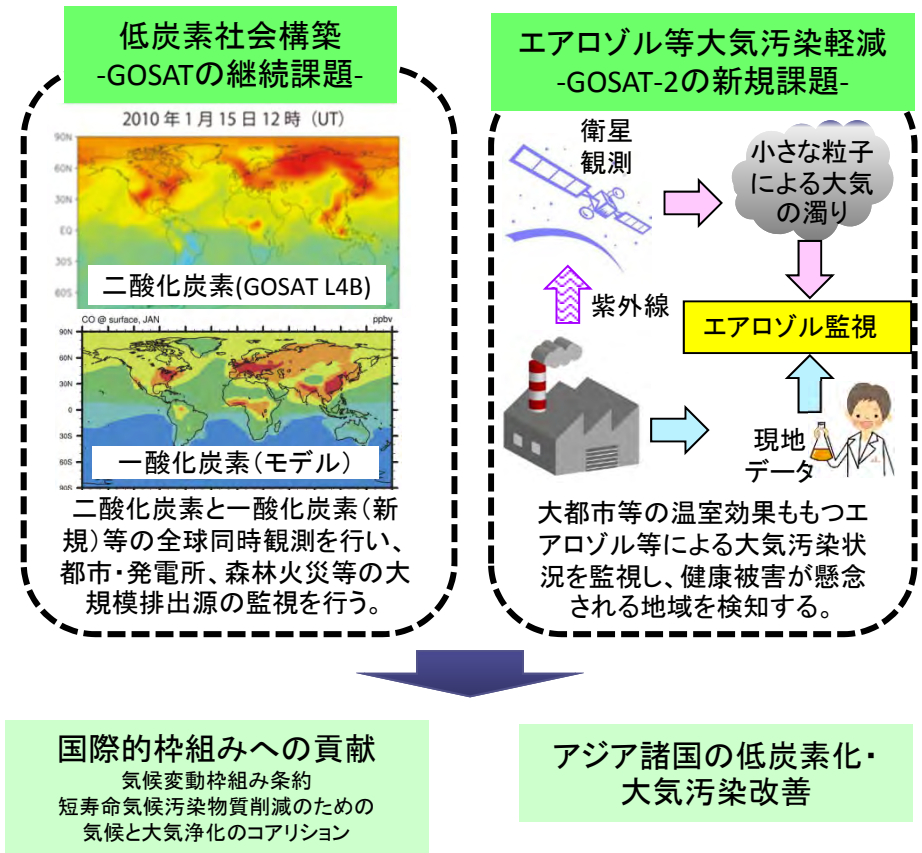 低炭素社会構築
-GOSATの継続課題-
2010年1月15日12時（UT）
90N
60N
30N
EQ
30S
60S
二酸化炭素(GOSAT L4B)
CO @ surface, JAN
ppbv
90N
60N
30N
0
30S
60S
90S
一酸化炭素（モデル）
二酸化炭素と一酸化炭素（新
規）等の全球同時観測を行い、
都市・発電所、森林火災等の大
規模排出源の監視を行う。
エアロゾル等大気汚染軽減
-GOSAT-2の新規課題-
衛星
観測
小さな粒子
による大気
の濁り
紫外線
エアロゾル監視
現地
データ
大都市等の温室効果ももつエ
アロゾル等による大気汚染状
況を監視し、健康被害が懸念
される地域を検知する。
国際的枠組みへの貢献
気候変動枠組み条約
短寿命気候汚染物質削減のための
気候と大気浄化のコアリション
アジア諸国の低炭素化・
大気汚染改善